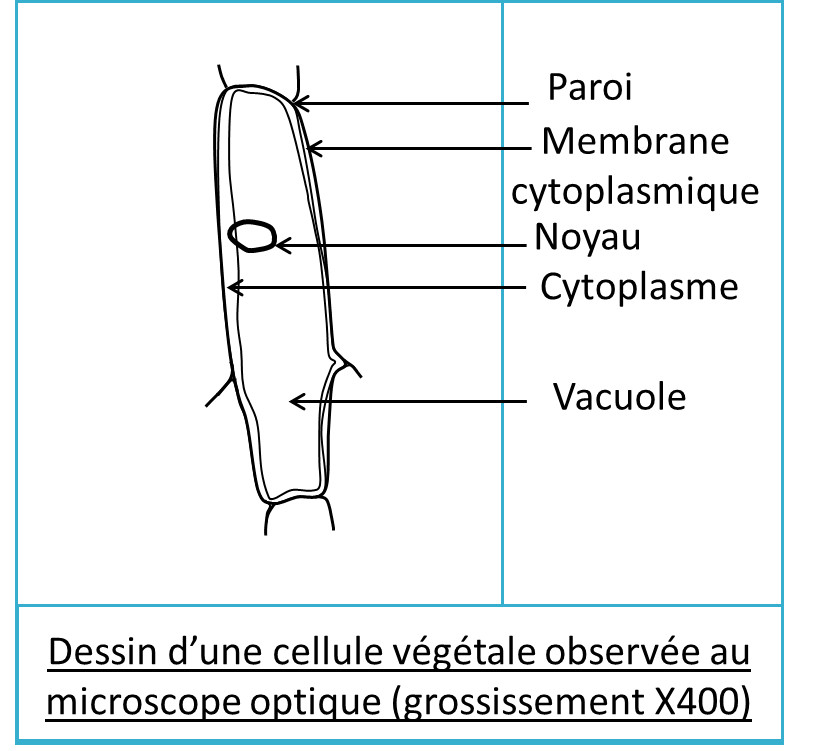 Paroi
Membrane
cytoplasmique
Noyau
Cytoplasme
Vacuole
Dessin d’une cellule végétale observée au
microscope optique (grossissement X400)